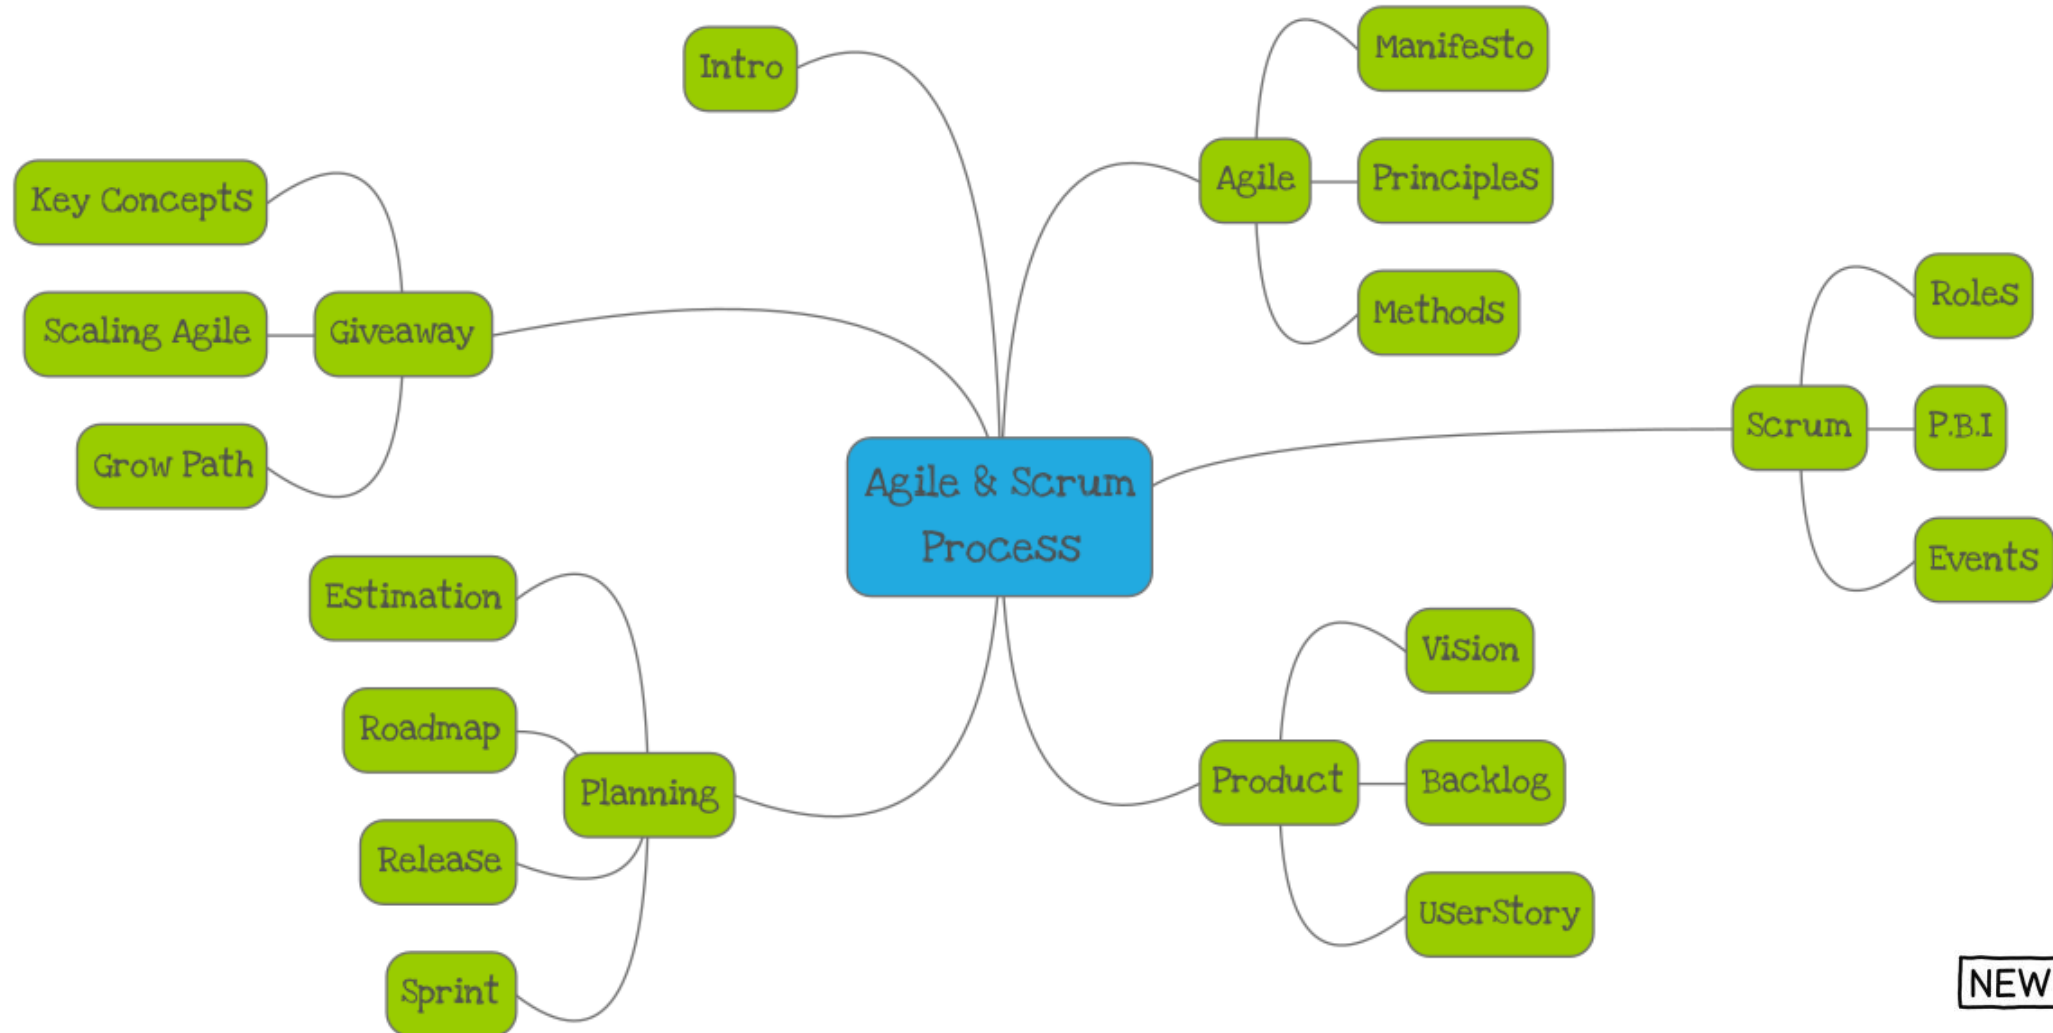 Intro
Manifesto
Agile
Principles
Methods
Key Concepts
Scaling Agile
Giveaway
Grow Path
Roles
Scrum
P.B.I
Events
Agile & Scrum
Process
Estimation
Roadmap
Planning
Release
Sprint
Vision
Product
Backlog
UserStory
NEW